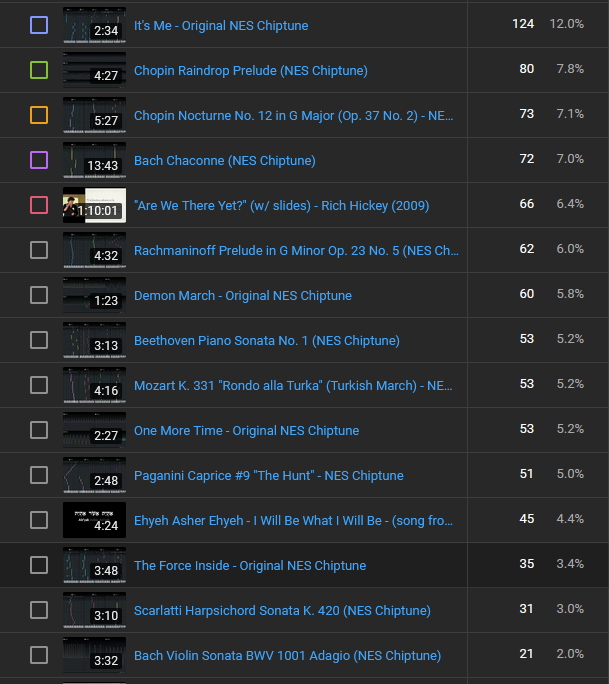 2:34 It's Me - Original NES Chiptune 124 12.0%
4:27 Chopin Raindrop Prelude (NES Chiptune) 80 7.8%
5:27 Chopin Nocturne No. 12 in G Major (Op. 37 No. 2) - NE... 73 7.1%
13:43 Bach Chaconne (NES Chiptune) 72 7.0%
1:10:01 "Are We There Yet?" (w/ slides) - Rich Hickey (2009) 66 6.4%
4:32 Rachmaninoff Prelude in G Minor Op. 23 No. 5 (NES Ch... 62 6.0%
1:23 Demon March - Original NES Chiptune 60 5.8%
3:13 Beethoven Piano Sonata No. 1 (NES Chiptune) 53 5.2%
4:16 Mozart K. 331 "Rondo alla Turka" (Turkish March) - NE... 53 5.2%
2:27 One More Time - Original NES Chiptune 53 5.2%
2:48 Paganini Caprice #9 "The Hunt" - NES Chiptune 51 5.0%
אהיה אשר אהיה
4:24 Ehyeh Asher Ehyeh - I Will Be What I Will Be - (song fro... 45 4.4%
3:48 The Force Inside - Original NES Chiptune 35 3.4%
3:10 Scarlatti Harpsichord Sonata K. 420 (NES Chiptune) 31 3.0%
3:32 Bach Violin Sonata BWV 1001 Adagio (NES Chiptune) 21 2.0%